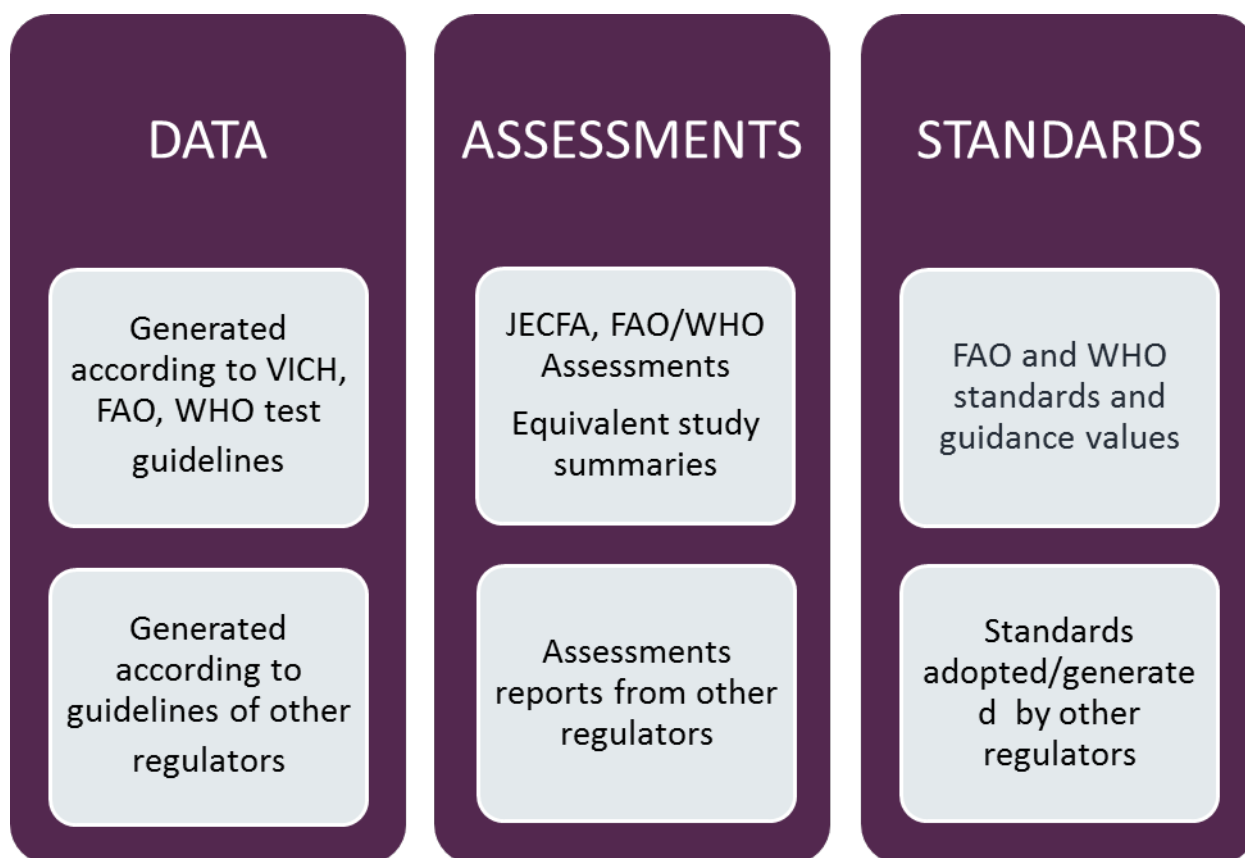 DATA
Generated
according to VICH,
FAO, WHO test
guidelines
Generated
according to
guidelines of other
regulators
ASSESSMENTS
JECFA, FAO/WHO
Assessments
Equivalent study
summaries
Assessments
reports from other
regulators
STANDARDS
FAO and WHO
standards and
guidance values
Standards
adopted/generate
d by other
regulators